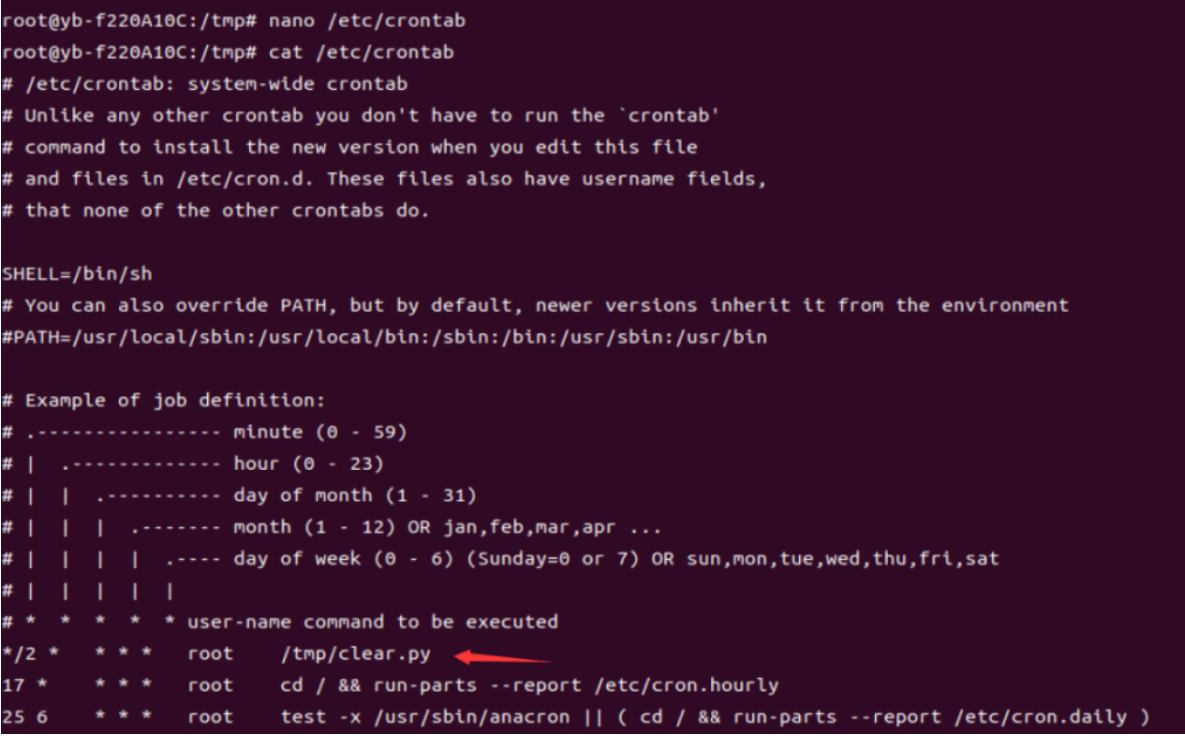 root@yb-f220A10C:/tmp# nano /etc/crontab
root@yb-f220A10C:/tmp# cat /etc/crontab
# /etc/crontab: system-wide crontab
# Unlike any other crontab you don't have to run the `crontab'
# command to install the new version when you edit this file
# and files in /etc/cron.d. These files also have username fields,
# that none of the other crontabs do.

SHELL=/bin/sh
# You can also override PATH, but by default, newer versions inherit it from the environment
#PATH=/usr/local/sbin:/usr/local/bin:/sbin:/bin:/usr/sbin:/usr/bin

# Example of job definition:
# .---------------- minute (0 - 59)
# |  .------------- hour (0 - 23)
# |  |  .---------- day of month (1 - 31)
# |  |  |  .------- month (1 - 12) OR jan,feb,mar,apr ...
# |  |  |  |  .---- day of week (0 - 6) (Sunday=0 or 7) OR sun,mon,tue,wed,thu,fri,sat
# |  |  |  |  |
# *  *  *  *  * user-name command to be executed
*/2 *   * * *   root    /tmp/clear.py
17 *    * * *   root    cd / && run-parts --report /etc/cron.hourly
25 6    * * *   root    test -x /usr/sbin/anacron || ( cd / && run-parts --report /etc/cron.daily )